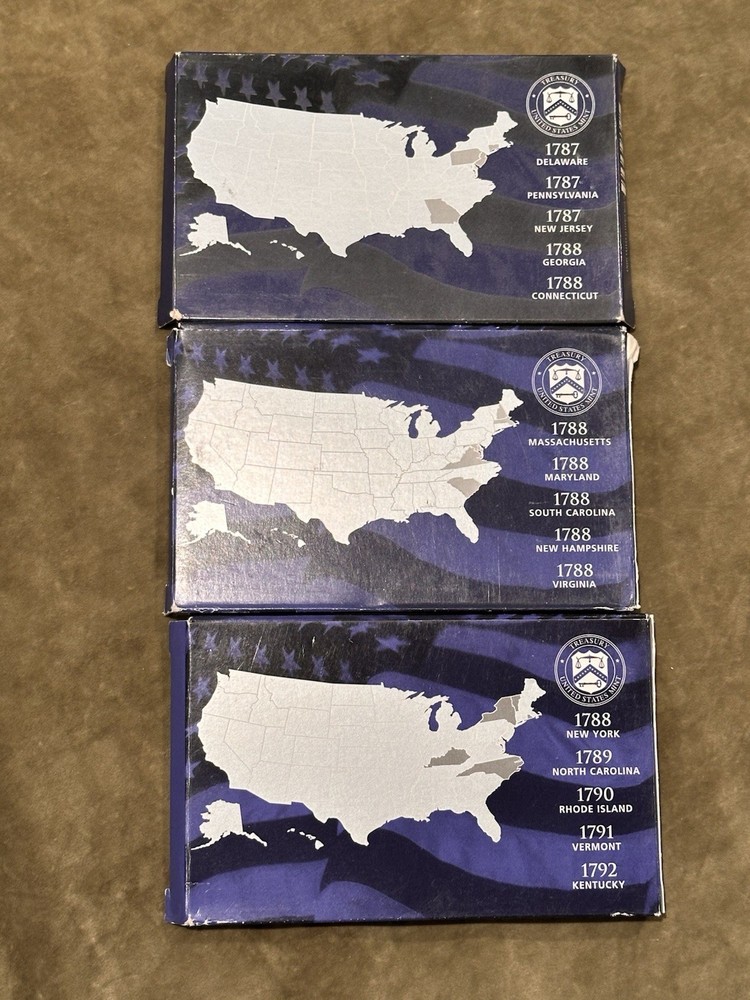 TREASURY
UNITED STATES MINT
1787
DELAWARE
1787
PENNSYLVANIA
1787
NEW JERSEY
1788
GEORGIA
1788
CONNECTICUT
TREASURY
UNITED STATES MINT
1788
MASSACHUSETTS
1788
MARYLAND
1788
SOUTH CAROLINA
1788
NEW HAMPSHIRE
1788
VIRGINIA
TREASURY
UNITED STATES MINT
1788
NEW YORK
1789
NORTH CAROLINA
1790
RHODE ISLAND
1791
VERMONT
1792
KENTUCKY